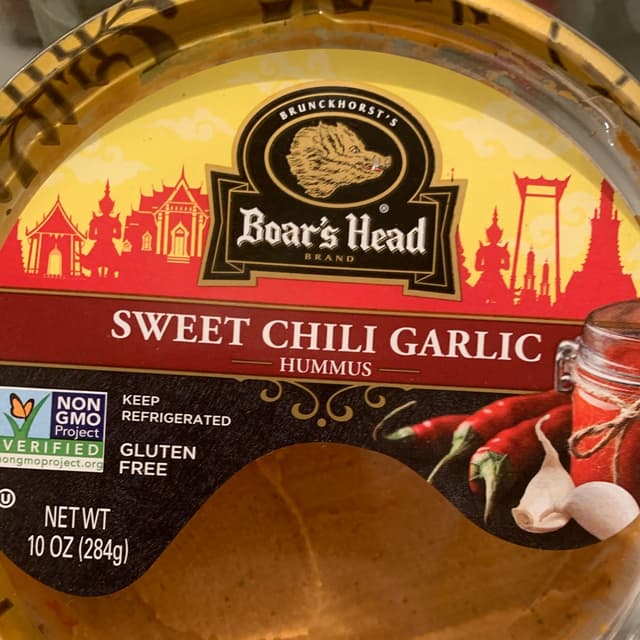 BRUNCKHORST'S
Boar's Head®
BRAND
SWEET CHILI GARLIC
HUMMUS
NON
GMO
Project
VERIFIED
nongmoproject.org
KEEP
REFRIGERATED
GLUTEN
FREE
U
NET WT
10 OZ (284g)